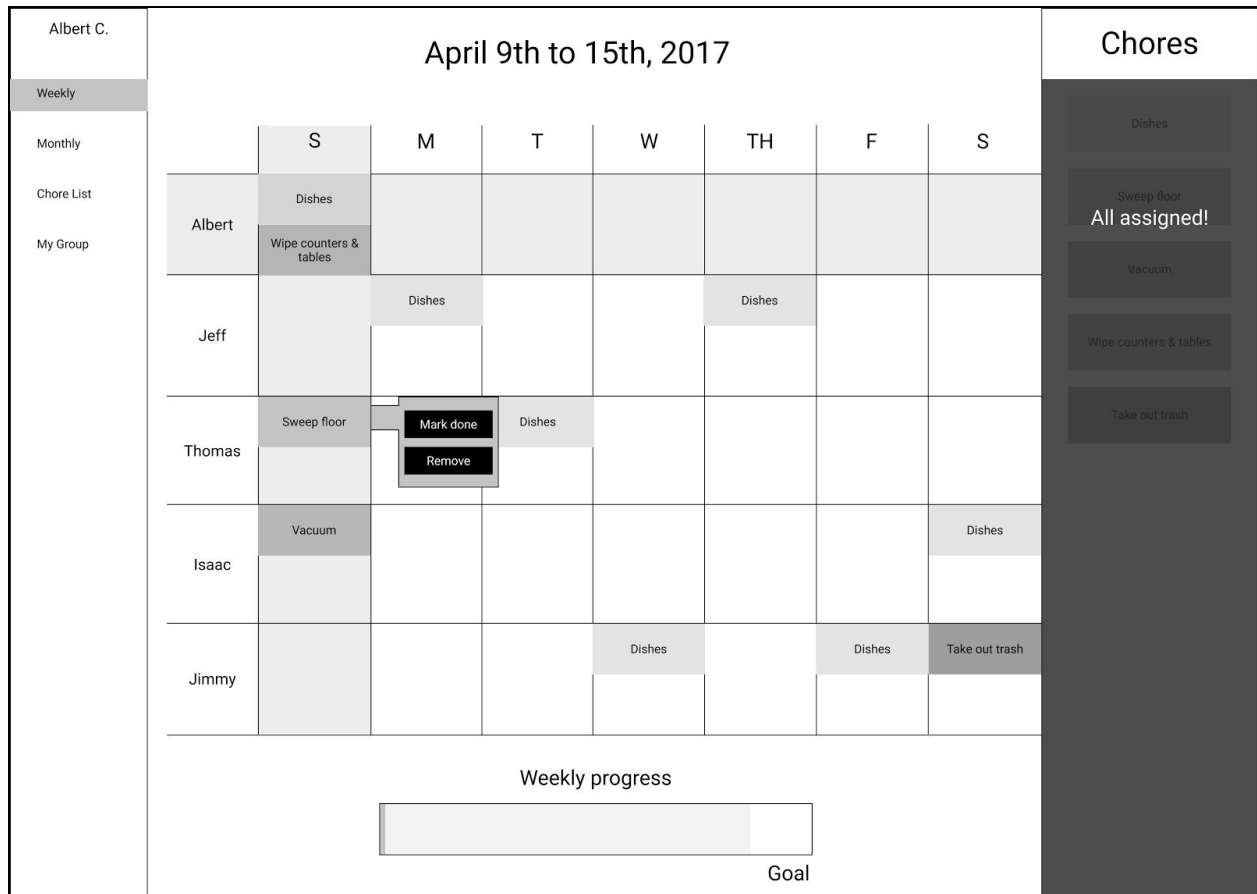 Albert C.
Weekly
Monthly
Chore List
My Group
April 9th to 15th, 2017
S M T W TH F S
Albert
Dishes
Wipe counters &
tables
Jeff
Dishes
Dishes
Thomas
Sweep floor
Mark done
Remove
Dishes
Isaac
Vacuum
Dishes
Jimmy
Dishes
Dishes
Take out trash
Weekly progress
Goal
Chores
Dishes
Sweep floor
All assigned!
Vacuum
Wipe counters & tables
Take out trash